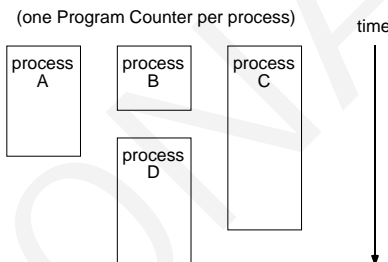 (one Program Counter per process)
time
process
A
process
B
process
C
process
D